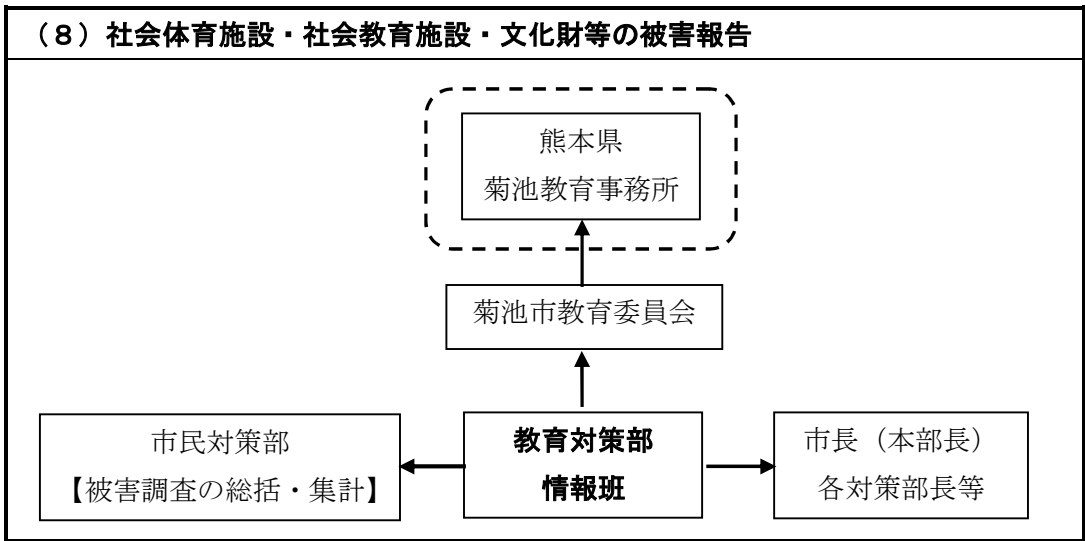 （８）社会体育施設・社会教育施設・文化財等の被害報告
熊本県
菊池教育事務所
菊池市教育委員会
市民対策部
【被害調査の総括・集計】
教育対策部
情報班
市長（本部長）
各対策部長等